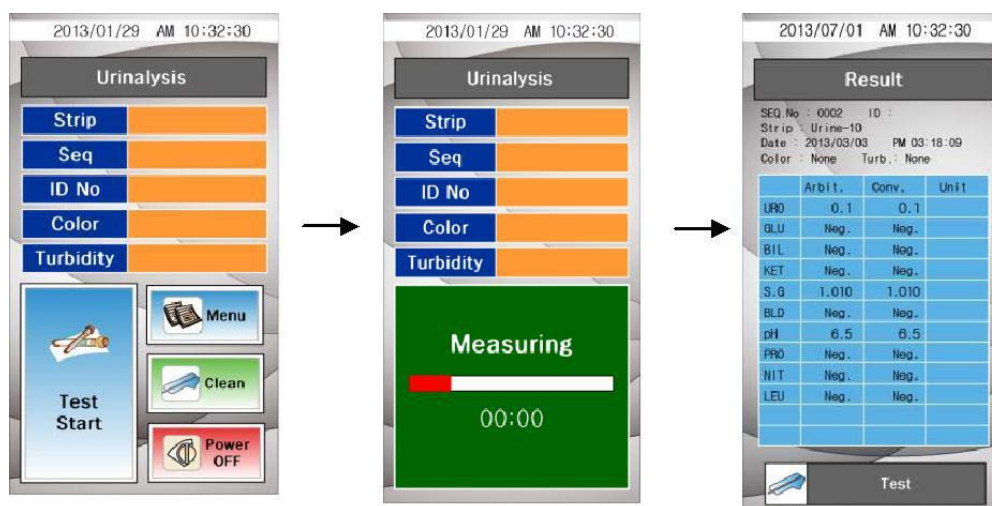 2013/01/29 AM 10:32:30
Urinalysis
Strip
Seq
ID No
Color
Turbidity
Test
Start
Menu
Clean
Power
OFF
2013/01/29 AM 10:32:30
Urinalysis
Strip
Seq
ID No
Color
Turbidity
Measuring
00:00
2013/07/01 AM 10:32:30
Result
SEQ.No : 0002 ID :
Strip : Urine-10
Date : 2013/03/03 PM 03:18:09
Color : None Turb.: None
Arbit. Conv. Unit
URO 0.1 0.1
GLU Neg. Neg.
BIL Neg. Neg.
KET Neg. Neg.
S.G 1.010 1.010
BLD Neg. Neg.
pH 6.5 6.5
PRO Neg. Neg.
NIT Neg. Neg.
LEU Neg. Neg.
Test